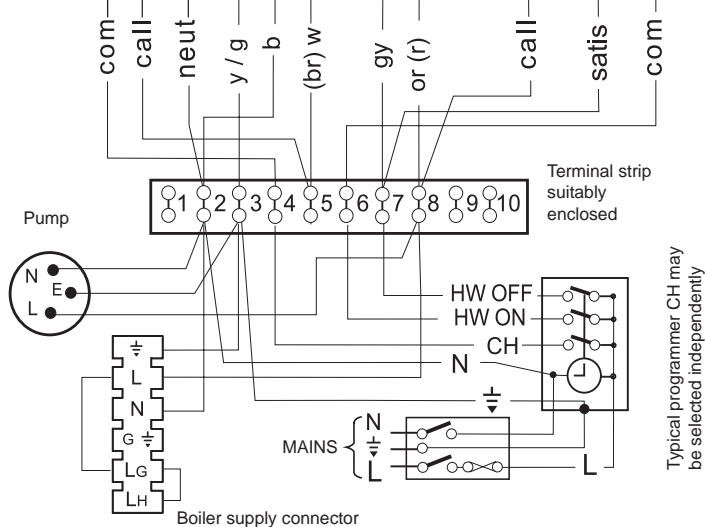 com
call
neut
y / g
b
(br) w
gy
or (r)
call
satis
com
Terminal strip
suitably
enclosed
1 2 3 4 5 6 7 8 9 10
Pump
N
E
L
HW OFF
HW ON
CH
N
L
N
G
LG
LH
MAINS
N
L
L
Typical programmer CH may
be selected independently
Boiler supply connector